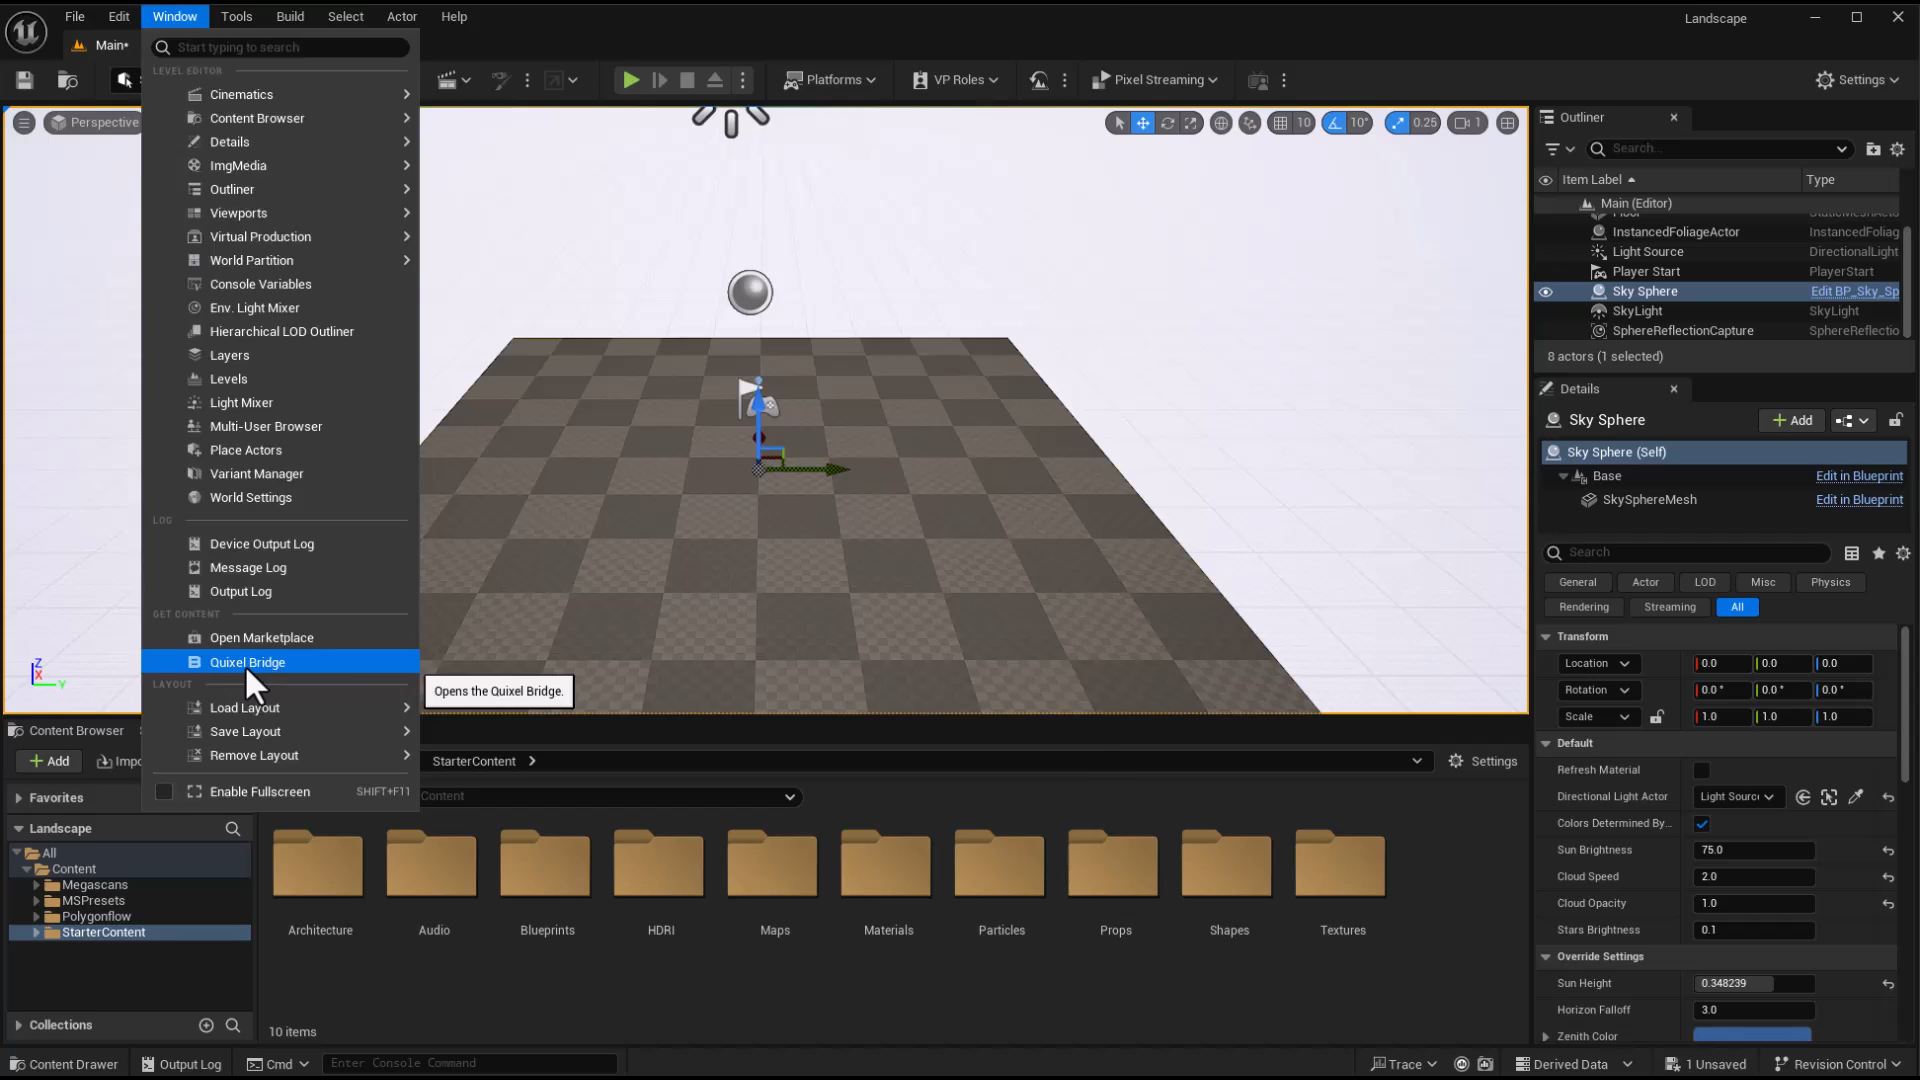 File Edit Window Tools Build Select Actor Help
Landscape
Main*
Platforms
VP Roles
Pixel Streaming
Settings
Start typing to search
LEVEL EDITOR
Cinematics
Content Browser
Details
ImgMedia
Outliner
Viewports
Virtual Production
World Partition
Console Variables
Env. Light Mixer
Hierarchical LOD Outliner
Layers
Levels
Light Mixer
Multi-User Browser
Place Actors
Variant Manager
World Settings
LOG
Device Output Log
Message Log
Output Log
GET CONTENT
Open Marketplace
Quixel Bridge
LAYOUT
Load Layout
Save Layout
Remove Layout
Enable Fullscreen SHIFT+F11
Opens the Quixel Bridge.
Perspective
10 10° 0.25 1
Z
X
Y
Outliner
Search...
Item Label Type
Main (Editor)
InstancedFoliageActor InstancedFoliag
Light Source DirectionalLight
Player Start PlayerStart
Sky Sphere Edit BP_Sky_Sp
SkyLight SkyLight
SphereReflectionCapture SphereReflectio
8 actors (1 selected)
Details
Sky Sphere Add
Sky Sphere (Self)
Base Edit in Blueprint
SkySphereMesh Edit in Blueprint
Search
General Actor LOD Misc Physics
Rendering Streaming All
Transform
Location 0.0 0.0 0.0
Rotation 0.0° 0.0° 0.0°
Scale 1.0 1.0 1.0
Default
Refresh Material
Directional Light Actor Light Sourc
Colors Determined By...
Sun Brightness 75.0
Cloud Speed 2.0
Cloud Opacity 1.0
Stars Brightness 0.1
Override Settings
Sun Height 0.348239
Horizon Falloff 3.0
Zenith Color
Content Browser
Add Impo
StarterContent
Settings
Favorites
Content
Landscape
All
Content
Megascans
MSPresets
Polygonflow
StarterContent
Collections
Architecture Audio Blueprints HDRI Maps Materials Particles Props Shapes Textures
10 items
Content Drawer Output Log Cmd Enter Console Command Trace Derived Data 1 Unsaved Revision Control